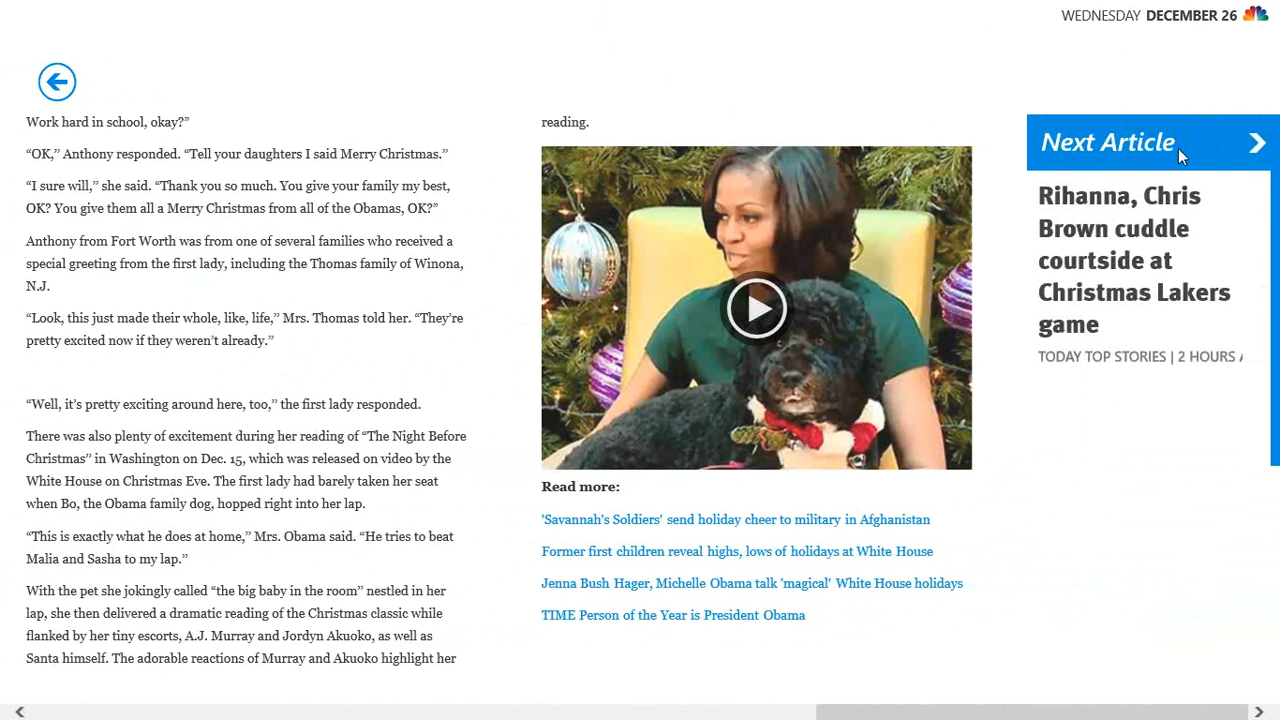 WEDNESDAY DECEMBER 26
Work hard in school, okay?”
“OK,” Anthony responded. “Tell your daughters I said Merry Christmas.”
“I sure will,” she said. “Thank you so much. You give your family my best,
OK? You give them all a Merry Christmas from all of the Obamas, OK?”
Anthony from Fort Worth was from one of several families who received a
special greeting from the first lady, including the Thomas family of Winona,
N.J.
“Look, this just made their whole, like, life,” Mrs. Thomas told her. “They’re
pretty excited now if they weren’t already.”
“Well, it’s pretty exciting around here, too,” the first lady responded.
There was also plenty of excitement during her reading of “The Night Before
Christmas” in Washington on Dec. 15, which was released on video by the
White House on Christmas Eve. The first lady had barely taken her seat
when Bo, the Obama family dog, hopped right into her lap.
“This is exactly what he does at home,” Mrs. Obama said. “He tries to beat
Malia and Sasha to my lap.”
With the pet she jokingly called “the big baby in the room” nestled in her
lap, she then delivered a dramatic reading of the Christmas classic while
flanked by her tiny escorts, A.J. Murray and Jordyn Akuoko, as well as
Santa himself. The adorable reactions of Murray and Akuoko highlight her
reading.
Read more:
'Savannah's Soldiers' send holiday cheer to military in Afghanistan
Former first children reveal highs, lows of holidays at White House
Jenna Bush Hager, Michelle Obama talk 'magical' White House holidays
TIME Person of the Year is President Obama
Next Article
Rihanna, Chris
Brown cuddle
courtside at
Christmas Lakers
game
TODAY TOP STORIES | 2 HOURS